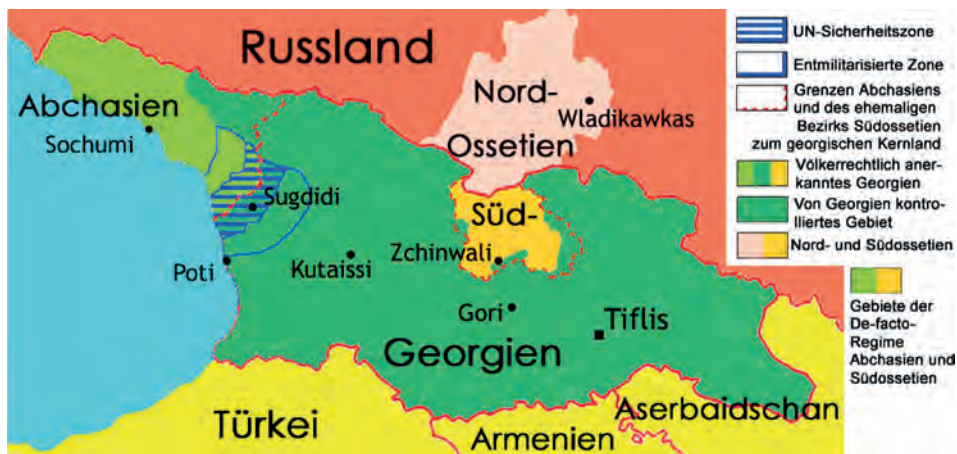 Russland
Abchasien
Sochumi
Nord-
Wladikawkas
Ossetien
Sugdidi
Süd-
Poti
Kutaissi
Zchinwali
Gori
Tiflis
Georgien
Türkei
Armenien
Aserbaidschan
UN-Sicherheitszone
Entmilitarisierte Zone
Grenzen Abchasiens
und des ehemaligen
Bezirks Südossetien
zum georgischen Kernland
Völkerrechtlich aner-
kanntes Georgien
Von Georgien kontrol-
lliertes Gebiet
Nord- und Südossetien
Gebiete der
De-facto-
Regime
Abchasien und
Südossetien